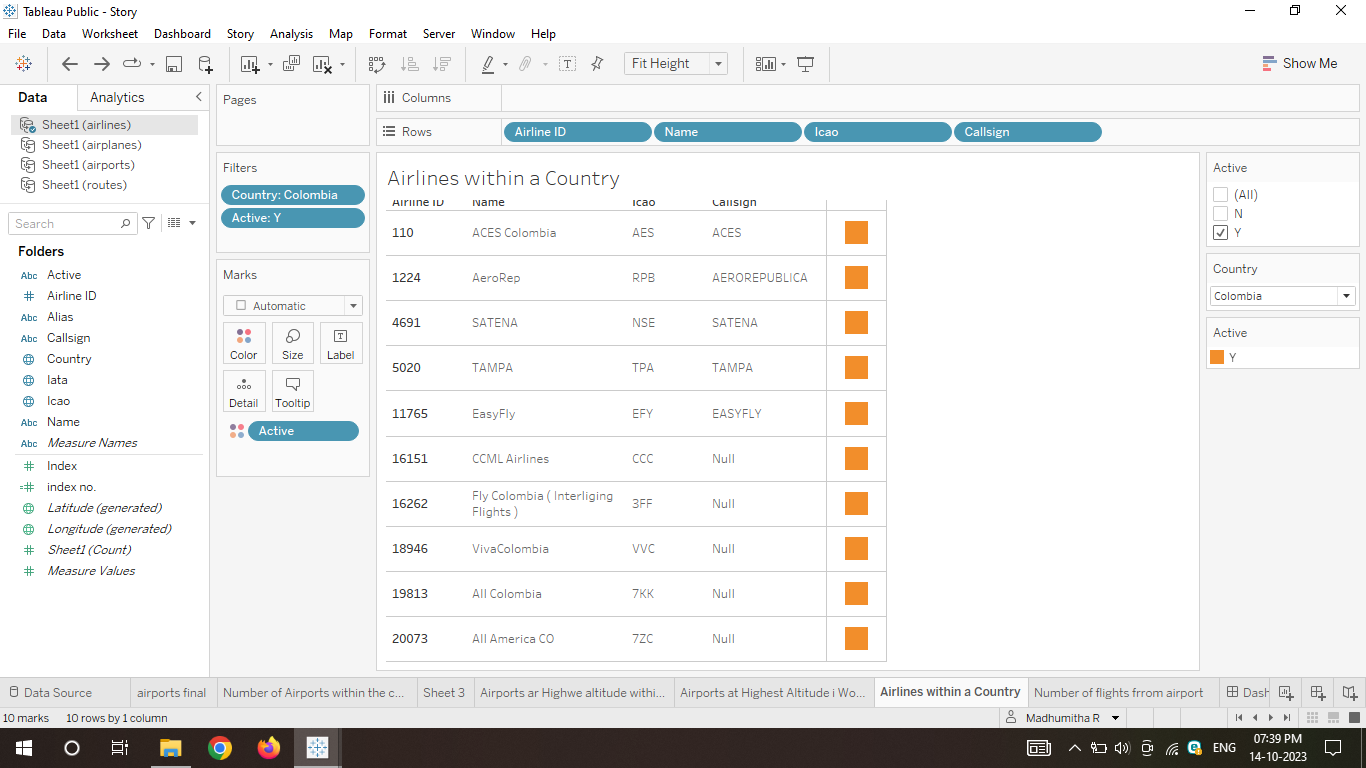 Tableau Public - Story
File Data Worksheet Dashboard Story Analysis Map Format Server Window Help
Fit Height
Show Me
Data Analytics
Sheet1 (airlines)
Sheet1 (airplanes)
Sheet1 (airports)
Sheet1 (routes)
Search
Folders
Abc Active
Airline ID
Abc Alias
Abc Callsign
Country
Iata
Icao
Abc Name
Abc Measure Names
Index
index no.
Latitude (generated)
Longitude (generated)
Sheet1 (Count)
Measure Values
Pages
Filters
Country: Colombia
Active: Y
Marks
Automatic
Color Size Label
Detail Tooltip
Active
Columns
Rows Airline ID Name Icao Callsign
Airlines within a Country
Airline ID Name Icao Callsign
110 ACES Colombia AES ACES
1224 AeroRep RPB AEROREPUBLICA
4691 SATENA NSE SATENA
5020 TAMPA TPA TAMPA
11765 EasyFly EFY EASYFLY
16151 CCML Airlines CCC Null
16262 Fly Colombia ( Interliging
Flights ) 3FF Null
18946 VivaColombia VVC Null
19813 All Colombia 7KK Null
20073 All America CO 7ZC Null
Active
(All)
N
Y
Country
Colombia
Active
Y
Data Source airports final Number of Airports within the c... Sheet 3 Airports ar Highwe altitude withi... Airports at Highest Altitude i Wo... Airlines within a Country Number of flights frrom airport Dash
10 marks 10 rows by 1 column Madhumitha R
ENG 07:39 PM
14-10-2023